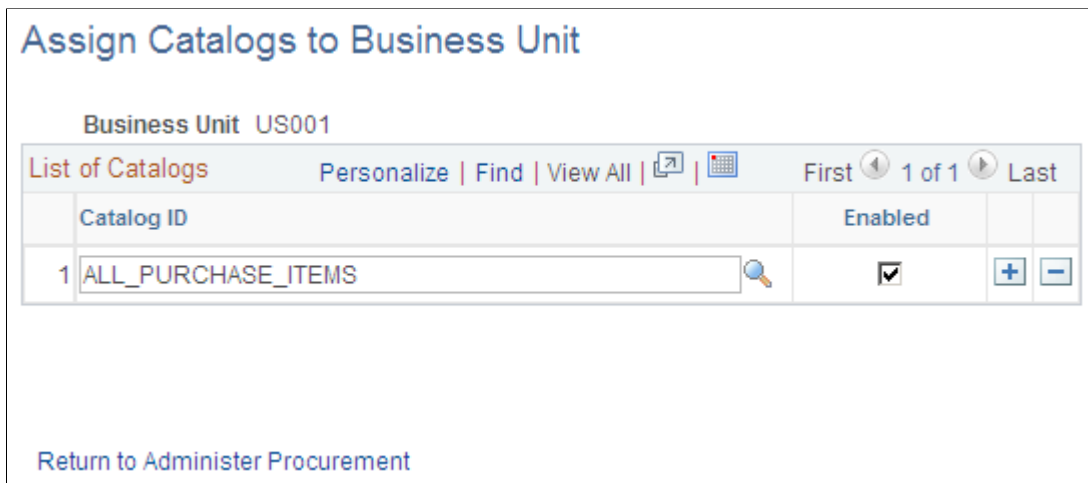 Assign Catalogs to Business Unit
Business Unit US001
List of Catalogs Personalize | Find | View All | | First 1 of 1 Last
Catalog ID Enabled
1 ALL_PURCHASE_ITEMS
Return to Administer Procurement